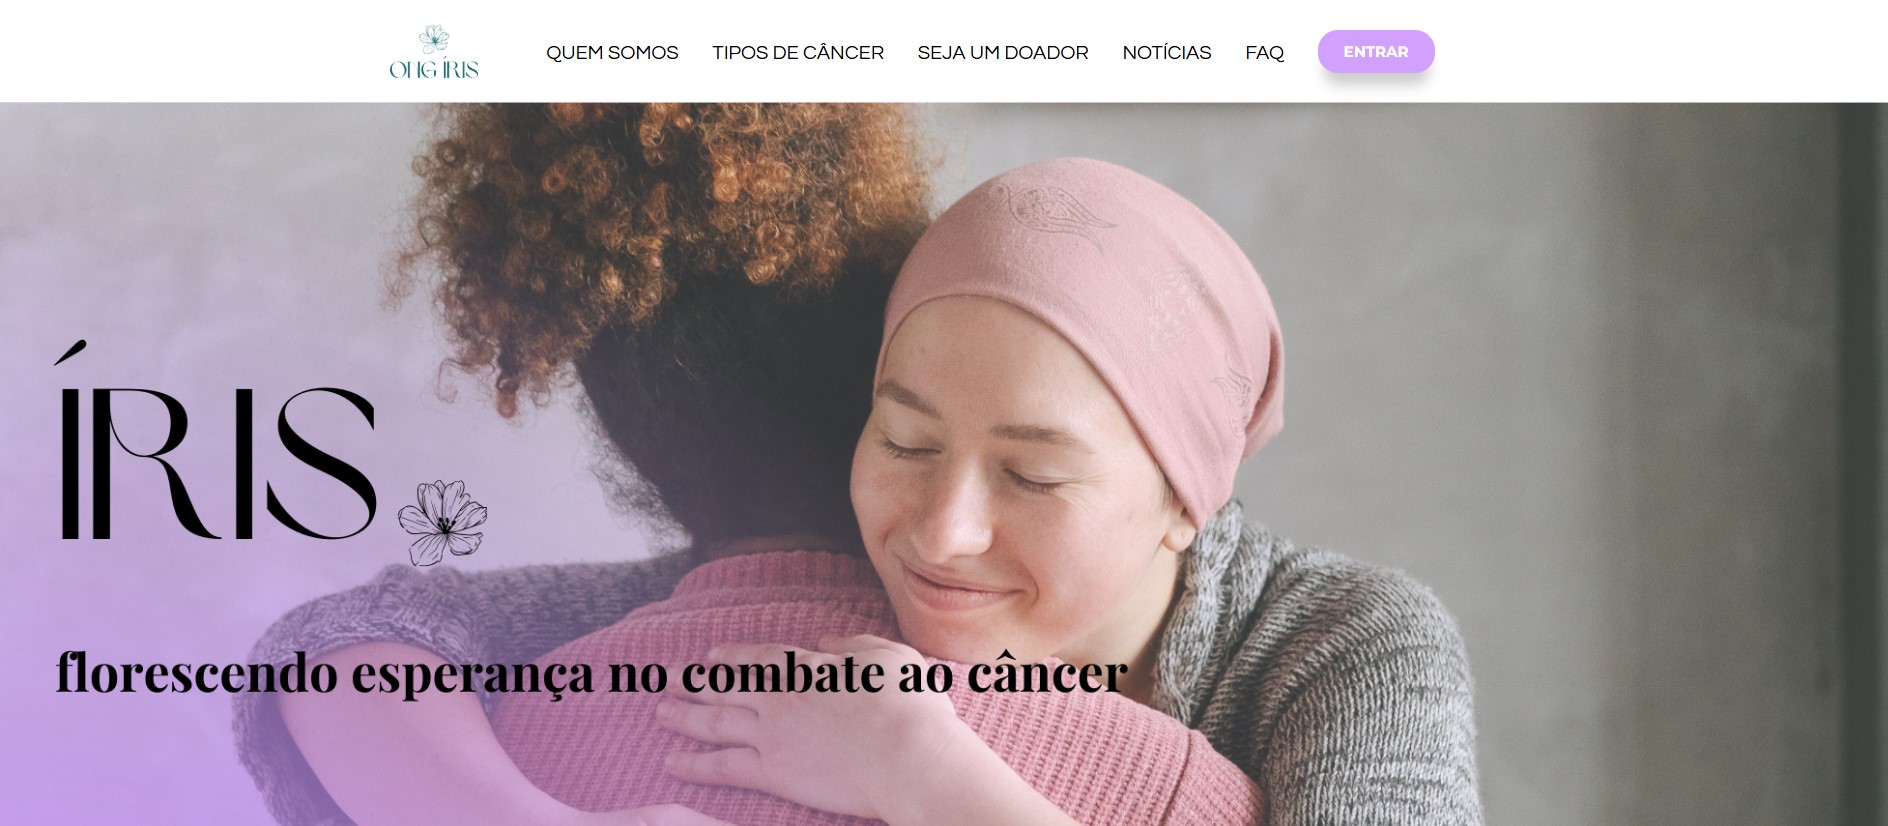 ONG ÍRIS
QUEM SOMOS TIPOS DE CÂNCER SEJA UM DOADOR NOTÍCIAS FAQ ENTRAR
ÍRIS
florescendo esperança no combate ao câncer